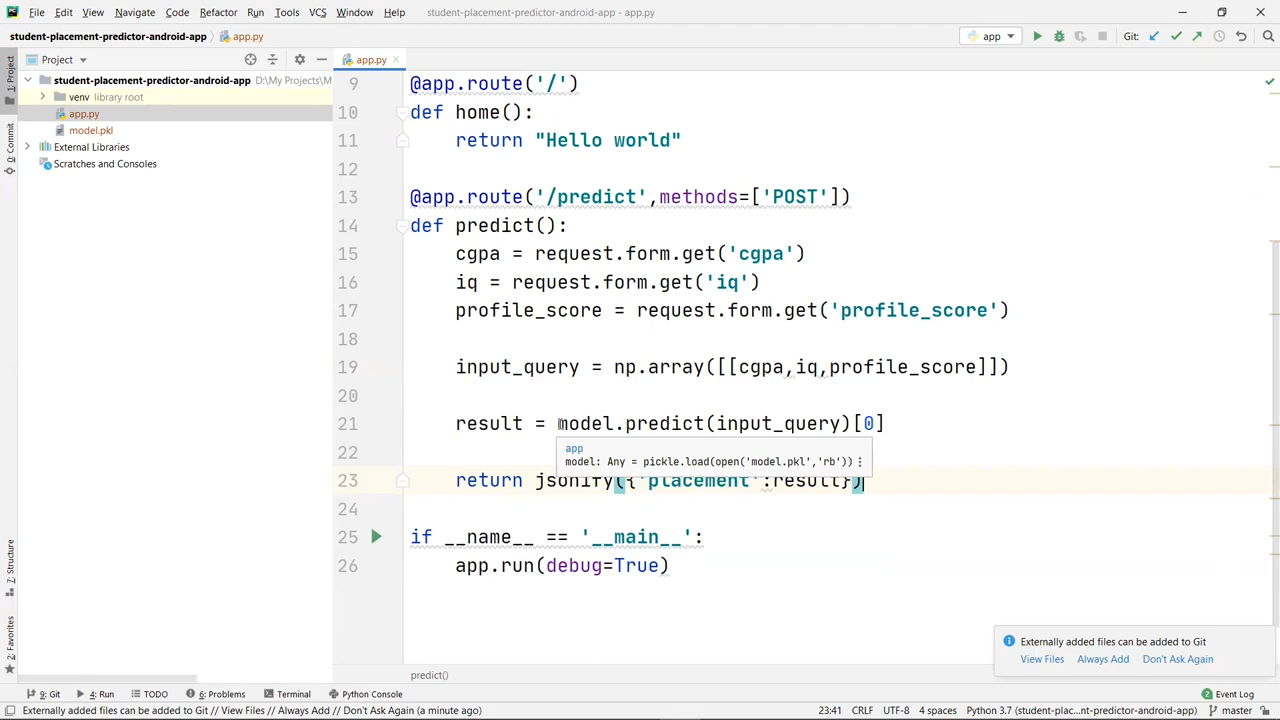 File Edit View Navigate Code Refactor Run Tools VCS Window Help student-placement-predictor-android-app - app.py
student-placement-predictor-android-app app.py app Git:
Project app.py
student-placement-predictor-android-app D:\My Projects\M
venv library root
app.py
model.pkl
External Libraries
Scratches and Consoles
1: Project
0: Commit
7: Structure
2: Favorites
9 @app.route('/')
10 def home():
11 return "Hello world"
12
13 @app.route('/predict',methods=['POST'])
14 def predict():
15 cgpa = request.form.get('cgpa')
16 iq = request.form.get('iq')
17 profile_score = request.form.get('profile_score')
18
19 input_query = np.array([[cgpa,iq,profile_score]])
20
21 result = model.predict(input_query)[0]
22
app
model: Any = pickle.load(open('model.pkl','rb'))
23 return jsonify({'placement':result})
24
25 if __name__ == '__main__':
26 app.run(debug=True)
Externally added files can be added to Git
View Files Always Add Don't Ask Again
predict()
9: Git 4: Run TODO 6: Problems Terminal Python Console 2 Event Log
Externally added files can be added to Git // View Files // Always Add // Don't Ask Again (a minute ago) 23:41 CRLF UTF-8 4 spaces Python 3.7 (student-plac...nt-predictor-android-app) master